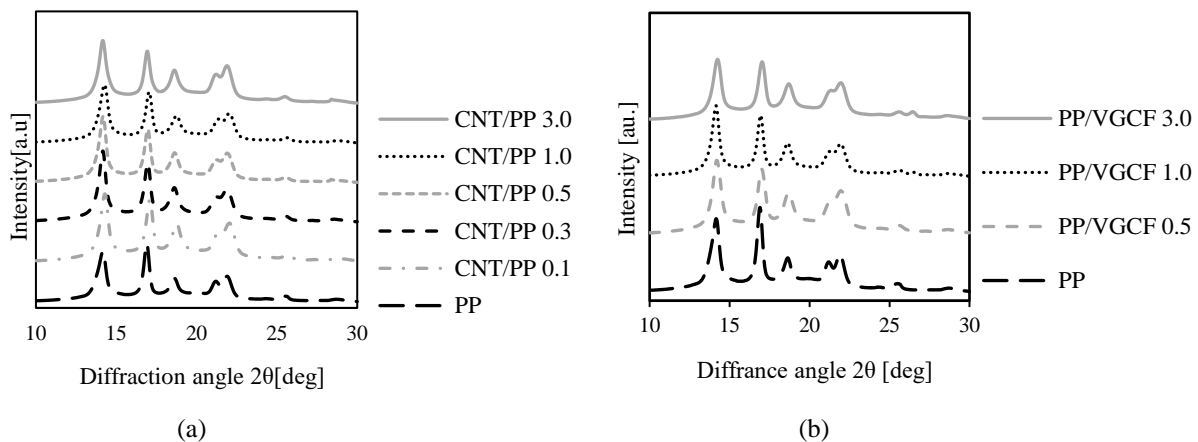 Intensity[a.u]
CNT/PP 3.0
CNT/PP 1.0
CNT/PP 0.5
CNT/PP 0.3
CNT/PP 0.1
PP
10 15 20 25 30
Diffraction angle 2θ[deg]
(a)
Intensity [au.]
PP/VGCF 3.0
PP/VGCF 1.0
PP/VGCF 0.5
PP
10 15 20 25 30
Diffrance angle 2θ [deg]
(b)